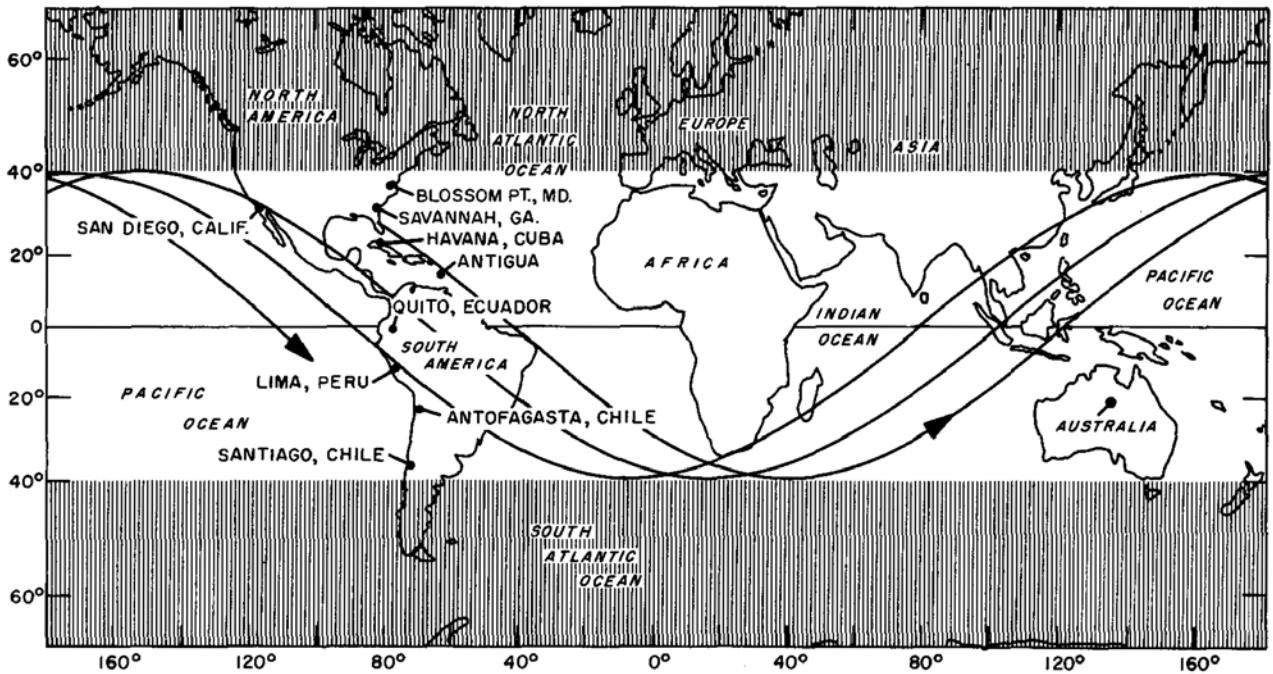 60°
40°
20°
0
20°
40°
60°
NORTH
AMERICA
NORTH
ATLANTIC
OCEAN
EUROPE
ASIA
BLOSSOM PT., MD.
SAVANNAH, GA.
HAVANA, CUBA
ANTIGUA
SAN DIEGO, CALIF.
QUITO, ECUADOR
SOUTH
AMERICA
LIMA, PERU
ANTOFAGASTA, CHILE
SANTIAGO, CHILE
PACIFIC
OCEAN
AFRICA
INDIAN
OCEAN
PACIFIC
OCEAN
AUSTRALIA
SOUTH
ATLANTIC
OCEAN
160° 120° 80° 40° 0° 40° 80° 120° 160°